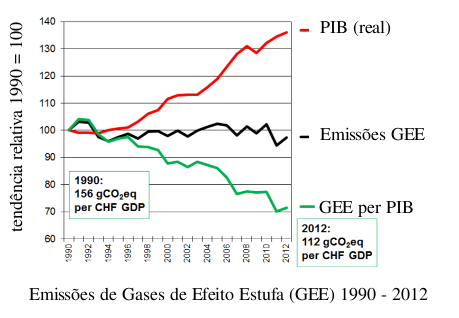 tendência relativa 1990 = 100
140
130
120
110
100
90
80
70
60
PIB (real)
Emissões GEE
GEE per PIB
1990:
156 gCO₂eq
per CHF GDP
2012:
112 gCO₂eq
per CHF GDP
1990
1992
1994
1996
1998
2000
2002
2004
2006
2008
2010
2012
Emissões de Gases de Efeito Estufa (GEE) 1990 - 2012